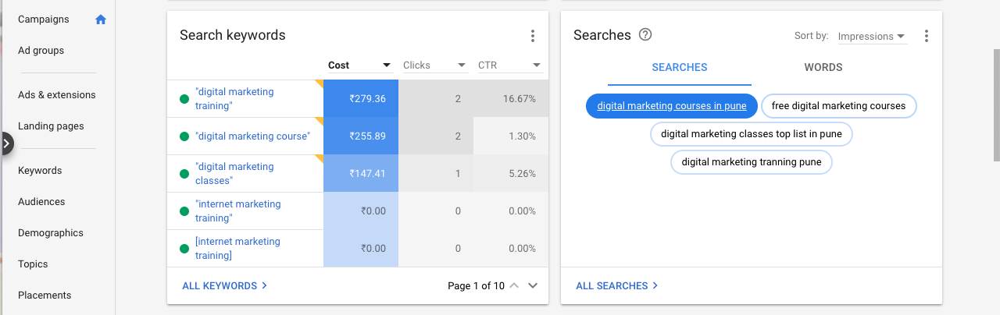 Campaigns
Ad groups
Ads & extensions
Landing pages
Keywords
Audiences
Demographics
Topics
Placements
Search keywords
Cost Clicks CTR
"digital marketing
training" ₹279.36 2 16.67%
"digital marketing course" ₹255.89 2 1.30%
"digital marketing
classes" ₹147.41 1 5.26%
"internet marketing
training" ₹0.00 0 0.00%
[internet marketing
training] ₹0.00 0 0.00%
ALL KEYWORDS Page 1 of 10
Searches ? Sort by: Impressions
SEARCHES WORDS
digital marketing courses in pune free digital marketing courses
digital marketing classes top list in pune
digital marketing tranning pune
ALL SEARCHES